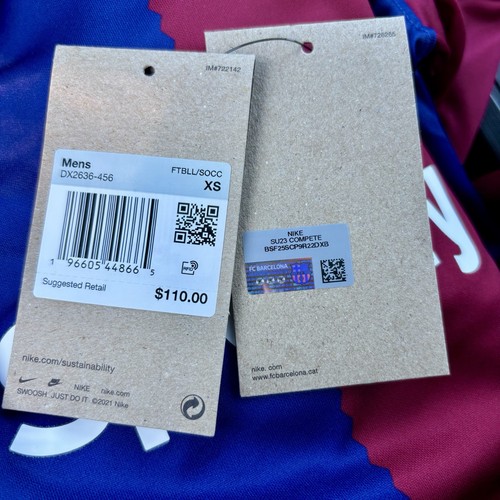 IM#722142
Mens
DX2636-456
FTBLL/SOCC
XS
1 96605 44866 5
RFID
Suggested Retail
$110.00
nike.com/sustainability
NIKE nike.com
SWOOSH JUST DO IT ©2021 Nike
NIKE
SU23 COMPETE
BSF25SCP9R22DXB
FC BARCELONA
nike.com
www.fcbarcelona.cat
y